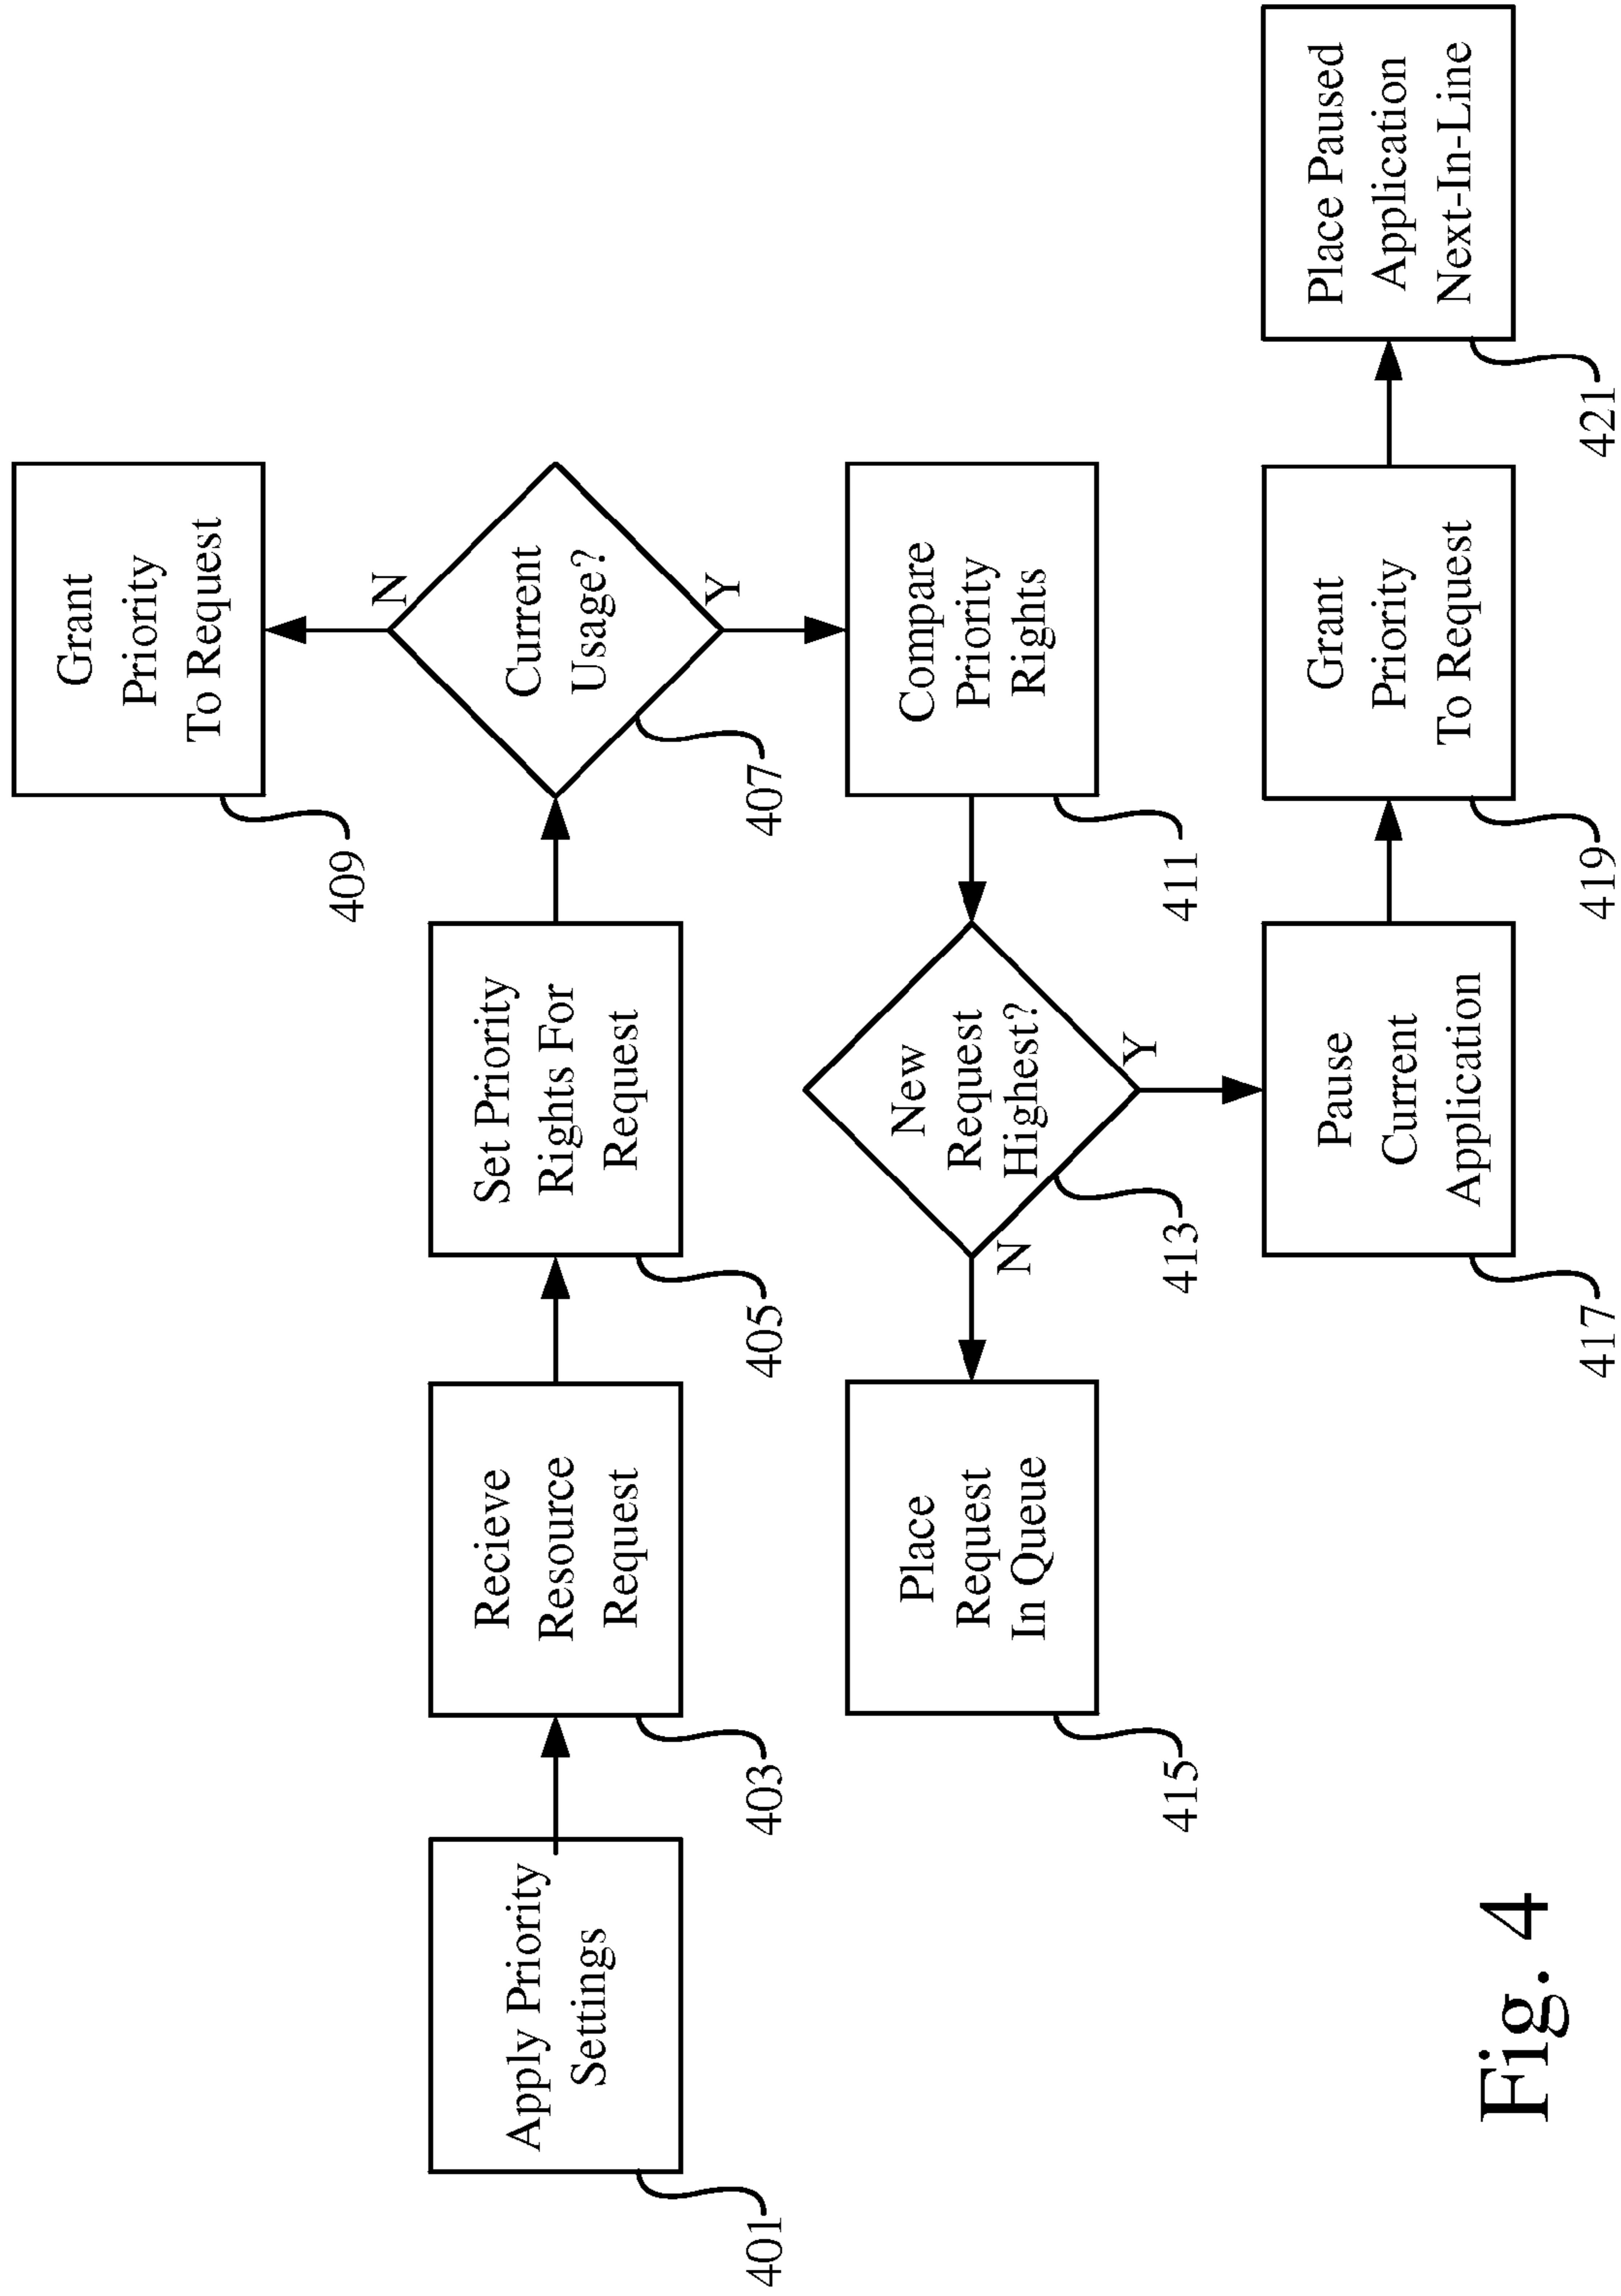 Grant
Priority
To Request
409
Apply Priority
Settings
401
Recieve
Resource
Request
403
Set Priority
Rights For
Request
405
Current
Usage?
407
N
Y
Compare
Priority
Rights
411
New
Request
Highest?
413
N
Y
Place
Request
In Queue
415
Pause
Current
Application
417
Grant
Priority
To Request
419
Place Paused
Application
Next-In-Line
421
Fig. 4